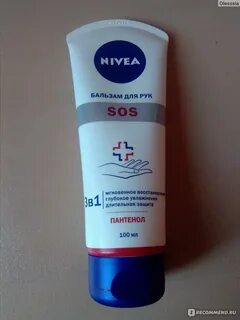 Olesssia
NIVEA
БАЛЬЗАМ ДЛЯ РУК
SOS
3в1
мгновенное восстановление
глубокое увлажнение
длительная защита
ПАНТЕНОЛ
100 мл
IRECOMMEND.RU